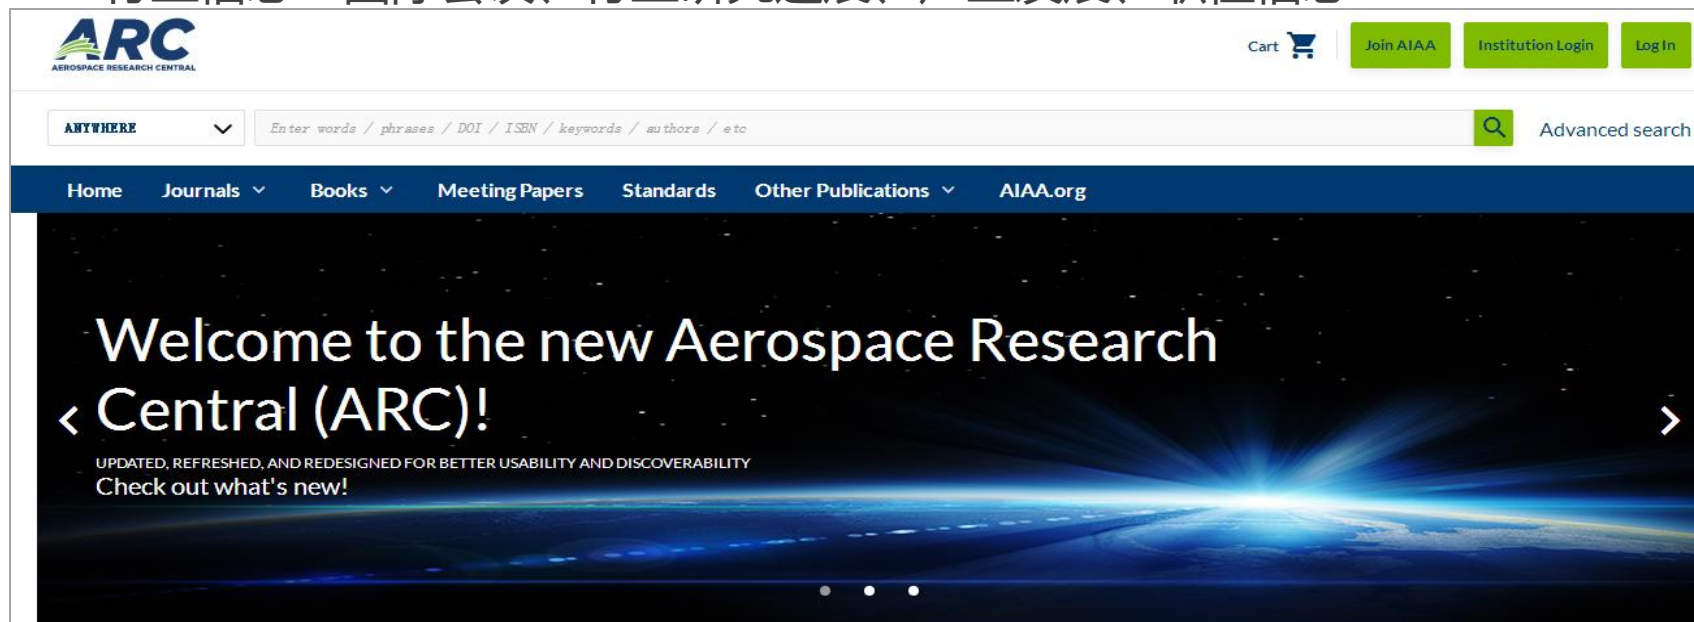 ARC
AEROSPACE RESEARCH CENTRAL
Cart
Join AIAA
Institution Login
Log In
ANYWHERE
Enter words / phrases / DOI / ISBN / keywords / authors / etc
Advanced search
Home Journals Books Meeting Papers Standards Other Publications AIAA.org
Welcome to the new Aerospace Research
Central (ARC)!
UPDATED, REFRESHED, AND REDESIGNED FOR BETTER USABILITY AND DISCOVERABILITY
Check out what's new!